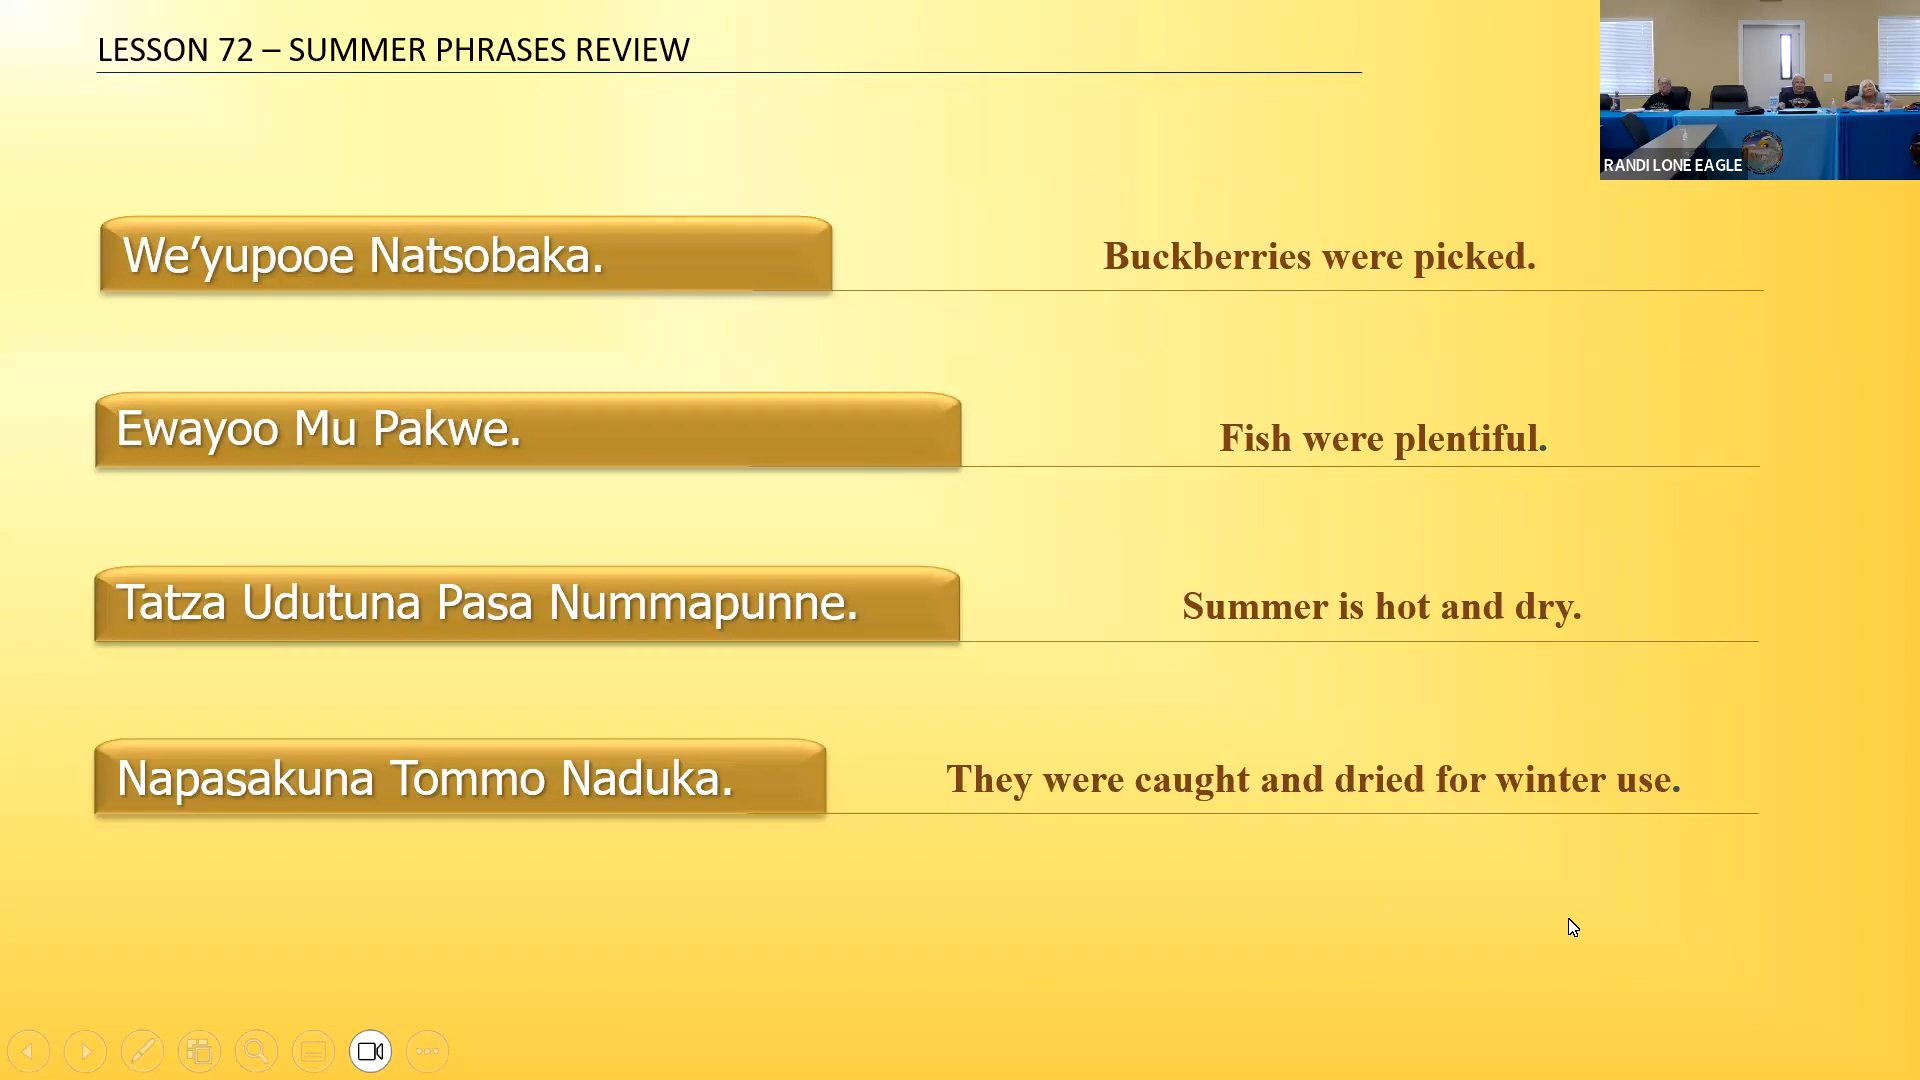 LESSON 72 – SUMMER PHRASES REVIEW
RANDI LONE EAGLE
We’yupooe Natsobaka.
Buckberries were picked.
Ewayoo Mu Pakwe.
Fish were plentiful.
Tatza Udutuna Pasa Nummapunne.
Summer is hot and dry.
Napasakuna Tommo Naduka.
They were caught and dried for winter use.